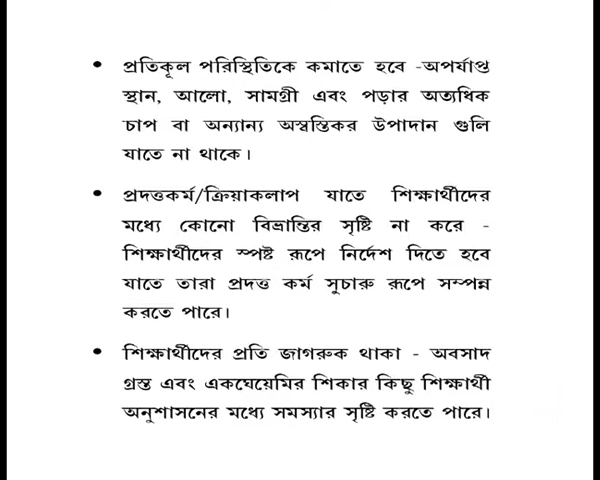 • প্রতিকূল পরিস্থিতিকে কমাতে হবে -অপর্যাপ্ত
স্থান, আলো, সামগ্রী এবং পড়ার অত্যধিক
চাপ বা অন্যান্য অস্বস্তিকর উপাদান গুলি
যাতে না থাকে।
• প্রদত্তকর্ম/ক্রিয়াকলাপ যাতে শিক্ষার্থীদের
মধ্যে কোনো বিভ্রান্তির সৃষ্টি না করে -
শিক্ষার্থীদের স্পষ্ট রূপে নির্দেশ দিতে হবে
যাতে তারা প্রদত্ত কর্ম সুচারু রূপে সম্পন্ন
করতে পারে।
• শিক্ষার্থীদের প্রতি জাগরুক থাকা - অবসাদ
গ্রস্ত এবং একঘেয়েমির শিকার কিছু শিক্ষার্থী
অনুশাসনের মধ্যে সমস্যার সৃষ্টি করতে পারে।